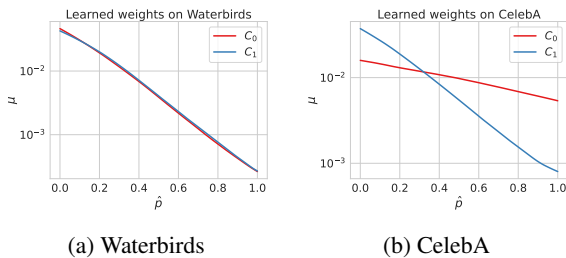 Learned weights on Waterbirds
C₀
C₁
10⁻²
10⁻³
μ
0.0 0.2 0.4 0.6 0.8 1.0
p̂
(a) Waterbirds
Learned weights on CelebA
C₀
C₁
10⁻²
10⁻³
μ
0.0 0.2 0.4 0.6 0.8 1.0
p̂
(b) CelebA